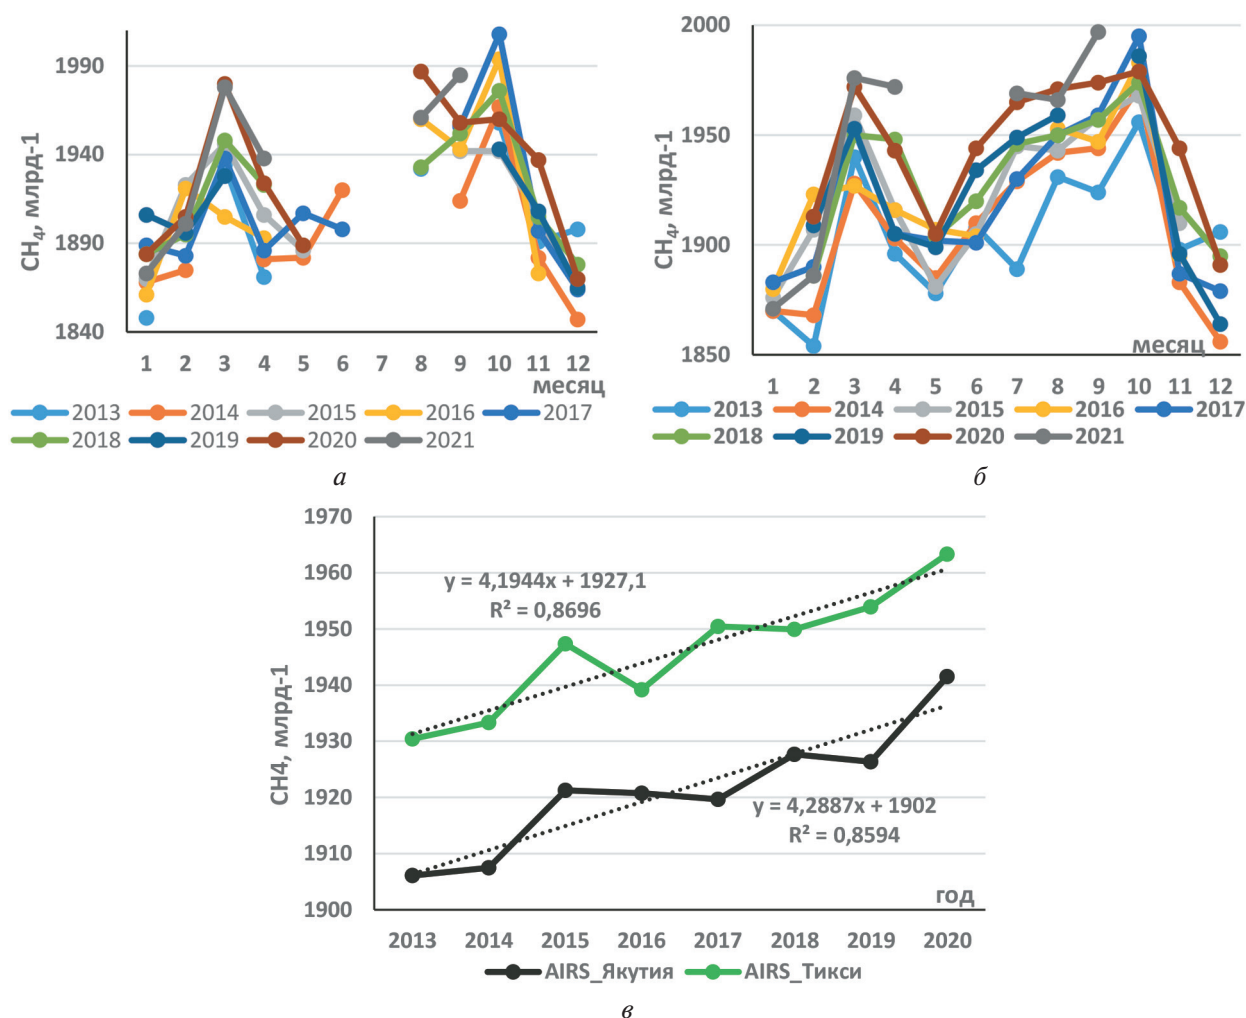 CH4, млрд-1
1990
1940
1890
1840
1 2 3 4 5 6 7 8 9 10 11 12
месяц
2013 2014 2015 2016 2017
2018 2019 2020 2021
а
CH4, млрд-1
2000
1950
1900
1850
месяц
1 2 3 4 5 6 7 8 9 10 11 12
2013 2014 2015 2016 2017
2018 2019 2020 2021
б
CH4, млрд-1
1970
1960
1950
1940
1930
1920
1910
1900
y = 4,1944x + 1927,1
R² = 0,8696
y = 4,2887x + 1902
R² = 0,8594
год
2013 2014 2015 2016 2017 2018 2019 2020
AIRS_Якутия AIRS_Тикси
в